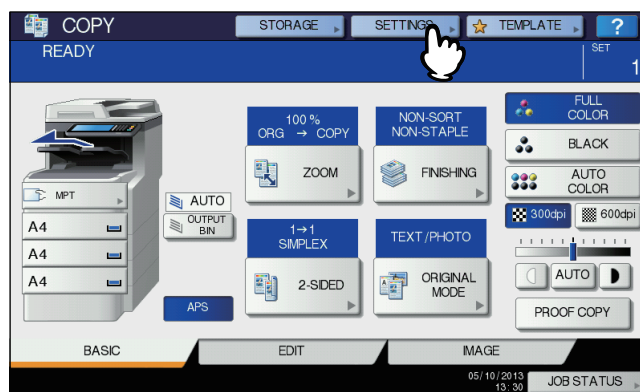 COPY
STORAGE
SETTINGS
TEMPLATE
?
READY
SET
1
100 %
ORG → COPY
ZOOM
NON-SORT
NON-STAPLE
FINISHING
FULL
COLOR
BLACK
AUTO
COLOR
300dpi
600dpi
MPT
A4
A4
A4
AUTO
OUTPUT
BIN
APS
1→1
SIMPLEX
2-SIDED
TEXT/PHOTO
ORIGINAL
MODE
AUTO
PROOF COPY
BASIC
EDIT
IMAGE
05/10/2013
13:30
JOB STATUS